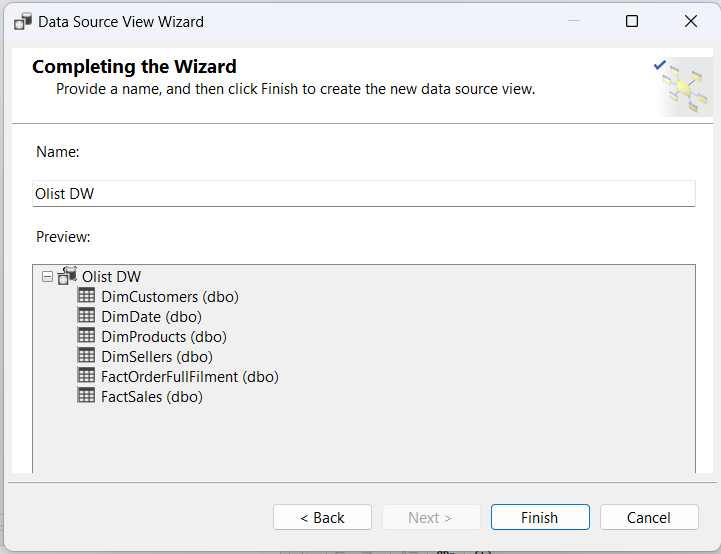 Data Source View Wizard
Completing the Wizard
Provide a name, and then click Finish to create the new data source view.
Name:
Olist DW
Preview:
Olist DW
DimCustomers (dbo)
DimDate (dbo)
DimProducts (dbo)
DimSellers (dbo)
FactOrderFullFilment (dbo)
FactSales (dbo)
< Back Next > Finish Cancel